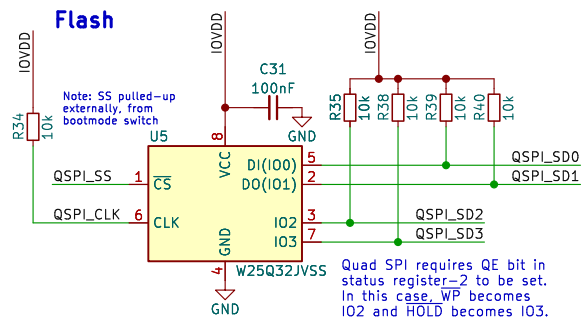 Flash
IOVDD
IOVDD
IOVDD
Note: SS pulled-up
externally, from
bootmode switch
C31
100nF
GND
R34
10k
R35
10k
R38
10k
R39
10k
R40
10k
U5
8
VCC
QSPI_SS
1
CS
QSPI_CLK
6
CLK
DI(IO0)
5
QSPI_SD0
DO(IO1)
2
QSPI_SD1
IO2
3
QSPI_SD2
IO3
7
QSPI_SD3
GND
4
W25Q32JVSS
GND
Quad SPI requires QE bit in
status register-2 to be set.
In this case, WP becomes
IO2 and HOLD becomes IO3.